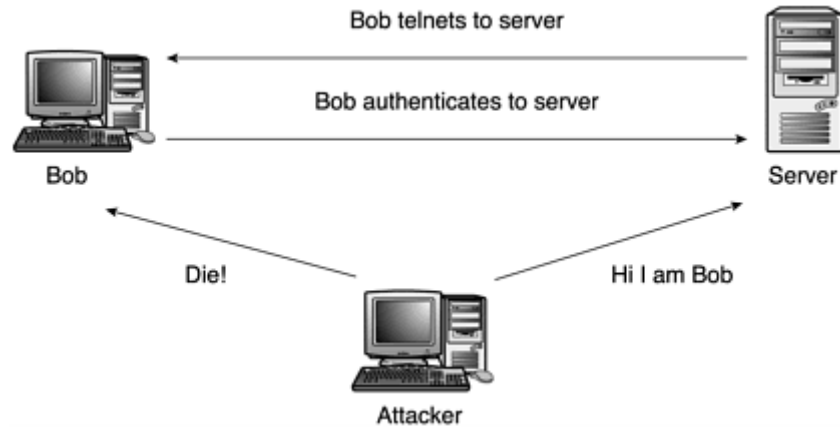 Bob telnets to server
Bob authenticates to server
Bob
Server
Die!
Hi I am Bob
Attacker